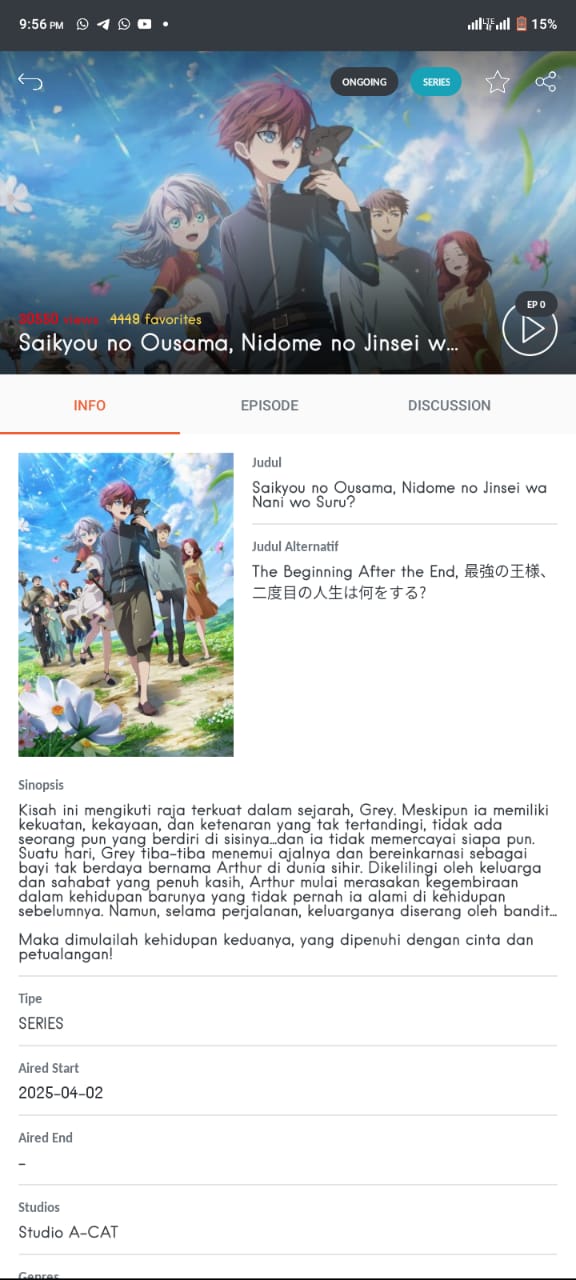 9:56 PM
LTE
15%
ONGOING
SERIES
EP 0
30880 views 4448 favorites
Saikyou no Ousama, Nidome no Jinsei w...
INFO
EPISODE
DISCUSSION
Judul
Saikyou no Ousama, Nidome no Jinsei wa
Nani wo Suru?
Judul Alternatif
The Beginning After the End, 最強の王様、
二度目の人生は何をする?
Sinopsis
Kisah ini mengikuti raja terkuat dalam sejarah, Grey. Meskipun ia memiliki
kekuatan, kekayaan, dan ketenaran yang tak tertandingi, tidak ada
seorang pun yang berdiri di sisinya...dan ia tidak memercayai siapa pun.
Suatu hari, Grey tiba-tiba menemui ajalnya dan bereinkarnasi sebagai
bayi tak berdaya bernama Arthur di dunia sihir. Dikelilingi oleh keluarga
dan sahabat yang penuh kasih, Arthur mulai merasakan kegembiraan
dalam kehidupan barunya yang tidak pernah ia alami di kehidupan
sebelumnya. Namun, selama perjalanan, keluarganya diserang oleh bandit...
Maka dimulailah kehidupan keduanya, yang dipenuhi dengan cinta dan
petualangan!
Tipe
SERIES
Aired Start
2025-04-02
Aired End
-
Studios
Studio A-CAT
Genres